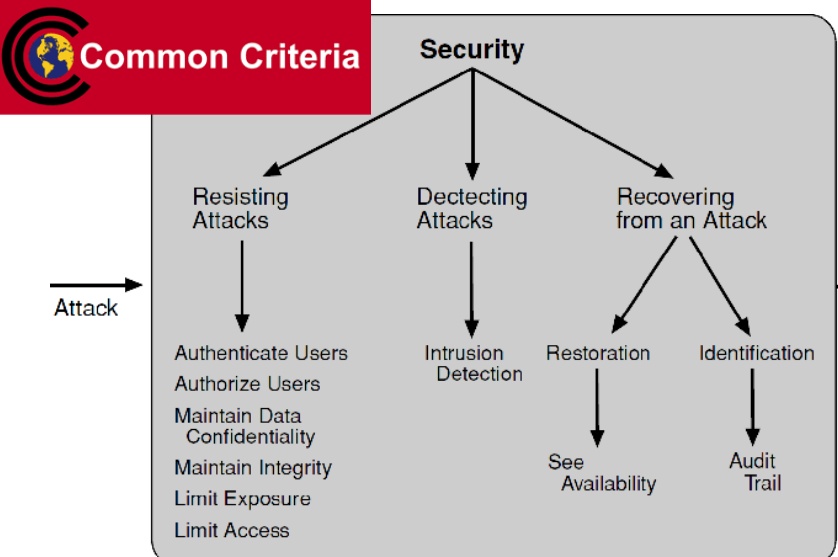 Common Criteria
Security
Resisting
Attacks
Dectecting
Attacks
Recovering
from an Attack
Attack
Authenticate Users
Authorize Users
Maintain Data
Confidentiality
Maintain Integrity
Limit Exposure
Limit Access
Intrusion
Detection
Restoration
Identification
See
Availability
Audit
Trail